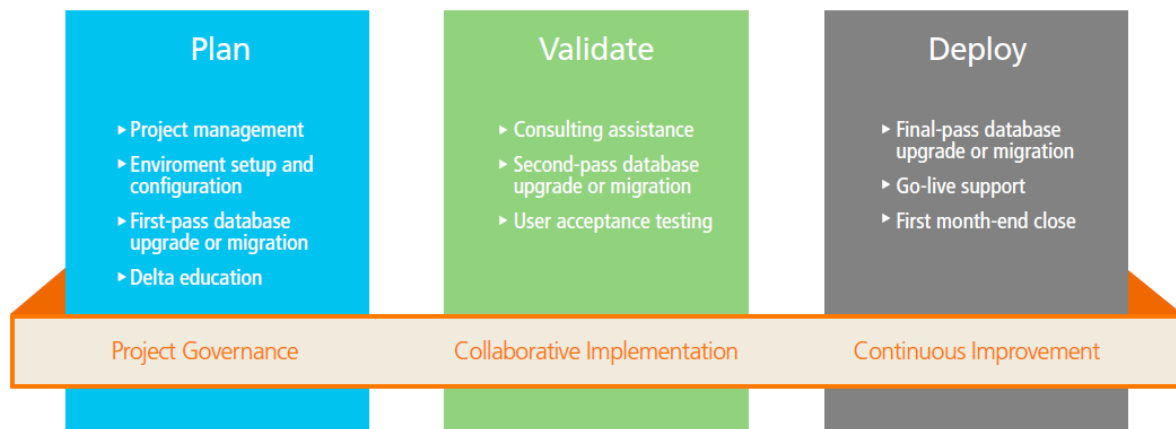 Plan
Project management
Enviroment setup and
configuration
First-pass database
upgrade or migration
Delta education
Validate
Consulting assistance
Second-pass database
upgrade or migration
User acceptance testing
Deploy
Final-pass database
upgrade or migration
Go-live support
First month-end close
Project Governance
Collaborative Implementation
Continuous Improvement